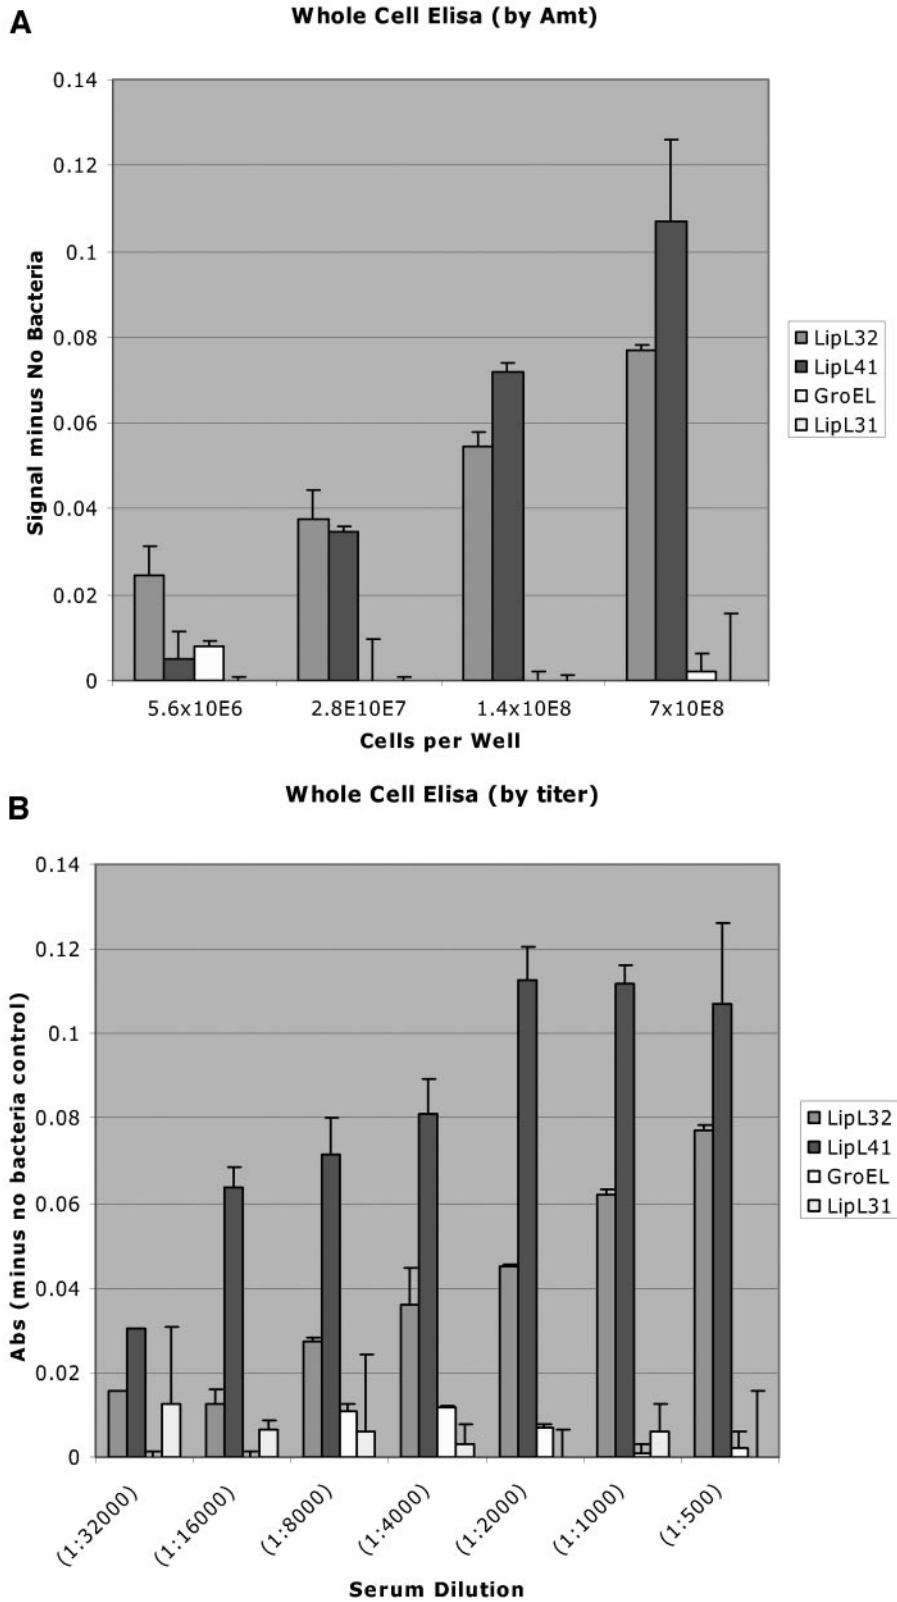 A
Whole Cell Elisa (by Amt)
Signal minus No Bacteria
0.14
0.12
0.1
0.08
0.06
0.04
0.02
0
5.6x10E6 2.8E10E7 1.4x10E8 7x10E8
Cells per Well
LipL32
LipL41
GroEL
LipL31
B
Whole Cell Elisa (by titer)
Abs (minus no bacteria control)
0.14
0.12
0.1
0.08
0.06
0.04
0.02
0
(1:32000) (1:16000) (1:8000) (1:4000) (1:2000) (1:1000) (1:500)
Serum Dilution
LipL32
LipL41
GroEL
LipL31